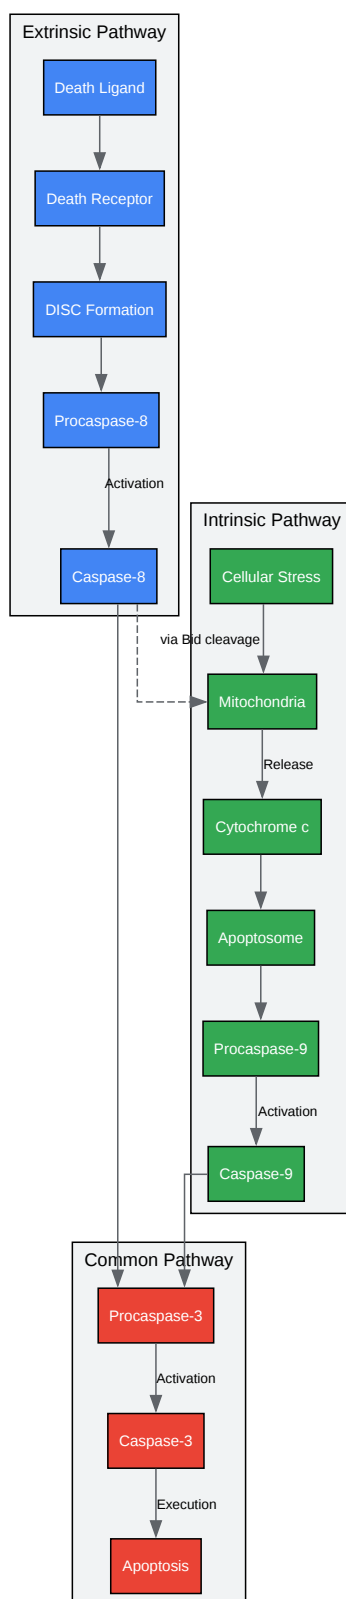 Extrinsic Pathway
Death Ligand
Death Receptor
DISC Formation
Procaspase-8
Activation
Caspase-8
Intrinsic Pathway
Cellular Stress
via Bid cleavage
Mitochondria
Release
Cytochrome c
Apoptosome
Procaspase-9
Activation
Caspase-9
Common Pathway
Procaspase-3
Activation
Caspase-3
Execution
Apoptosis